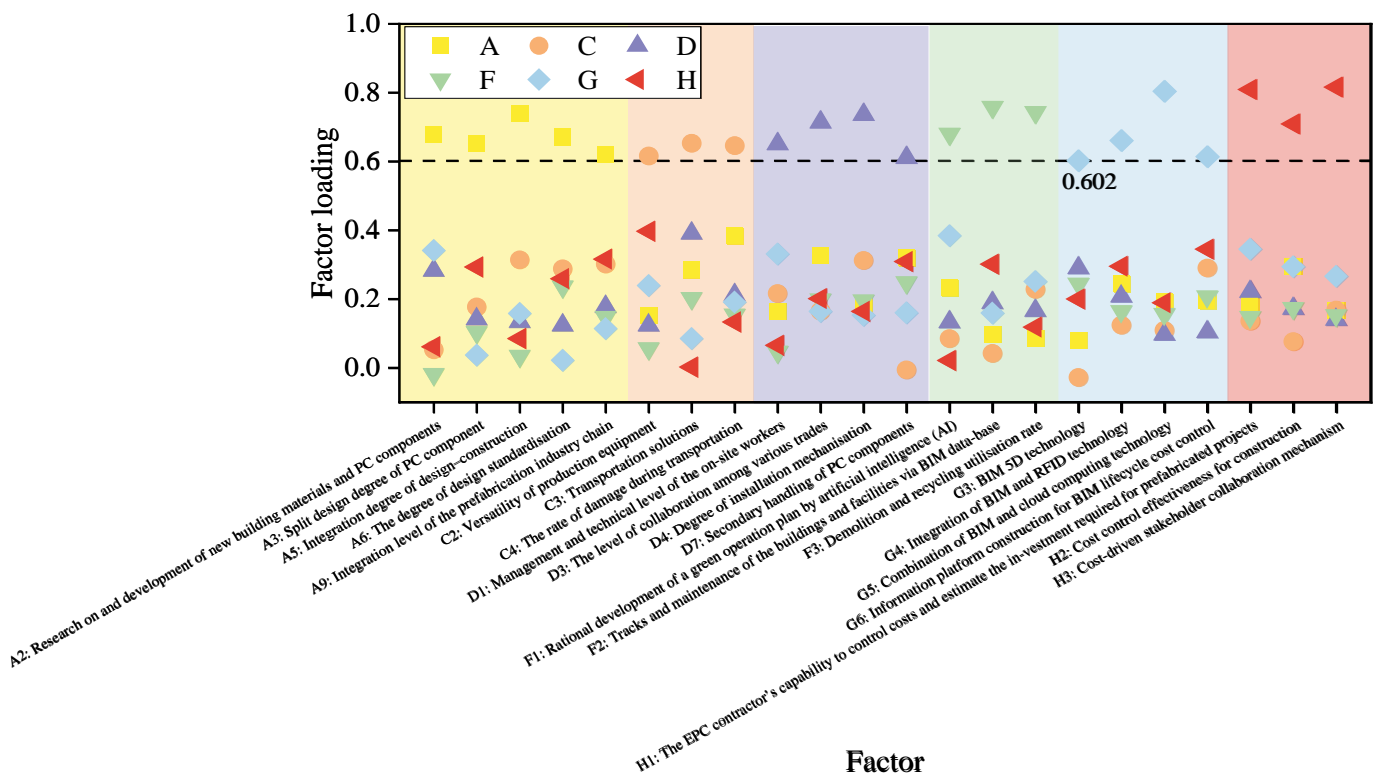 Factor loading
1.0
0.8
0.6
0.4
0.2
0.0
A C D
F G H
0.602
A2: Research on and development of new building materials and PC components
A3: Split design degree of PC component
A5: Integration degree of design–construction
A6: The degree of design standardisation
A9: Integration level of the prefabrication industry chain
C2: Versatility of production equipment
C3: Transportation solutions
C4: The rate of damage during transportation
D1: Management and technical level of the on-site workers
D3: The level of collaboration among various trades
D4: Degree of installation mechanisation
D7: Secondary handling of PC components
F1: Rational development of a green operation plan by artificial intelligence (AI)
F2: Tracks and maintenance of the buildings and facilities via BIM data-base
F3: Demolition and recycling utilisation rate
G3: BIM 5D technology
G4: Integration of BIM and RFID technology
G5: Combination of BIM and cloud computing technology
G6: Information platform construction for BIM lifecycle cost control
H1: The EPC contractor's capability to control costs and estimate the in-vestment required for prefabricated projects
H2: Cost control effectiveness for construction
H3: Cost-driven stakeholder collaboration mechanism
Factor